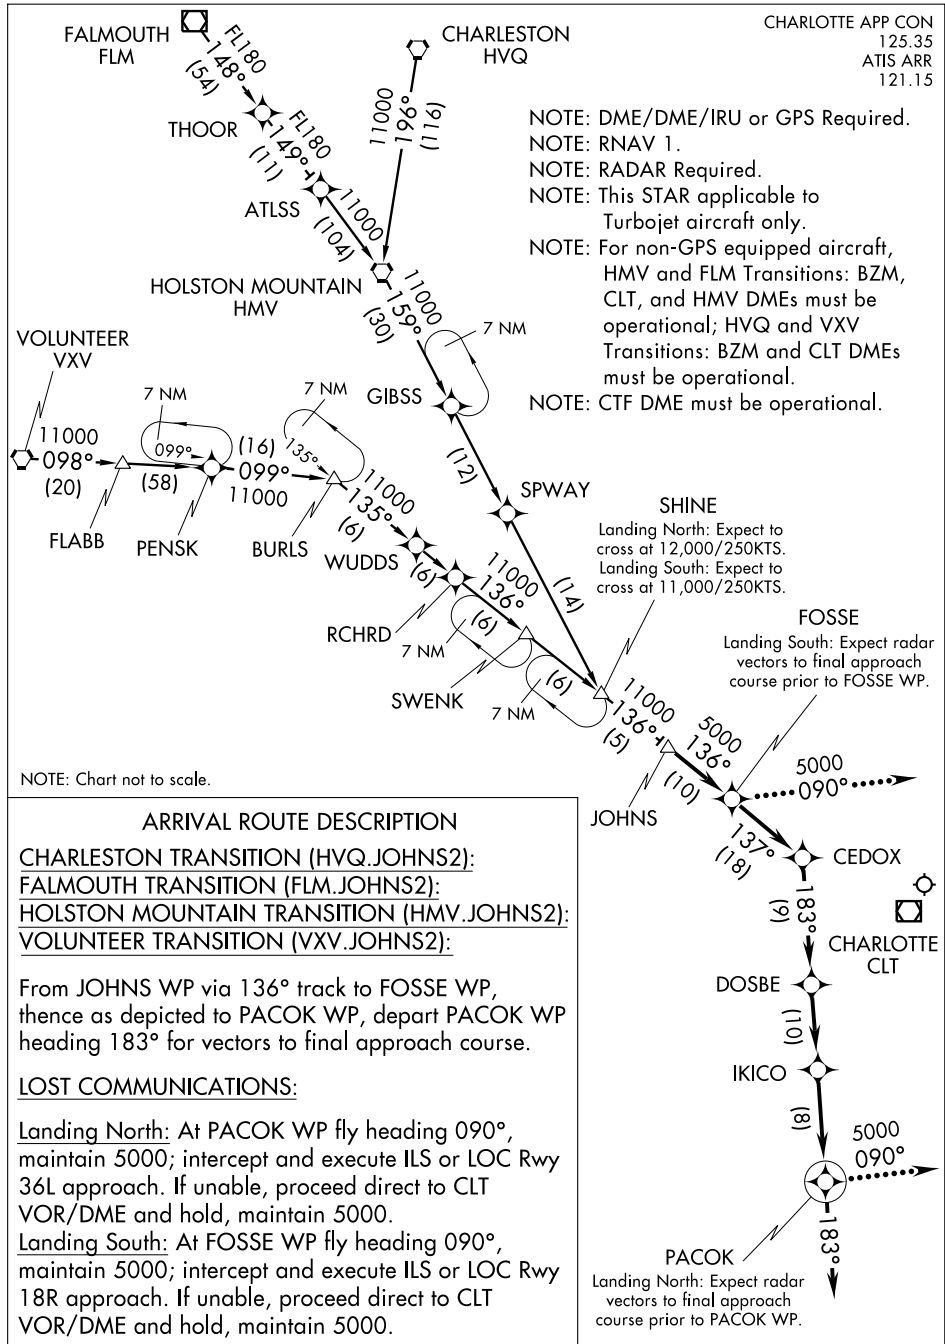 FALMOUTH
FLM
FL180
148°
(54)
THOOR
FL180
149°
(11)
ATLSS
11000
(104)
CHARLESTON
HVQ
11000
196°
(116)
CHARLOTTE APP CON
125.35
ATIS ARR
121.15
NOTE: DME/DME/IRU or GPS Required.
NOTE: RNAV 1.
NOTE: RADAR Required.
NOTE: This STAR applicable to
Turbojet aircraft only.
NOTE: For non-GPS equipped aircraft,
HMV and FLM Transitions: BZM,
CLT, and HMV DMEs must be
operational; HVQ and VXV
Transitions: BZM and CLT DMEs
must be operational.
NOTE: CTF DME must be operational.
HOLSTON MOUNTAIN
HMV
11000
159°
(30)
7 NM
GIBSS
(12)
SPWAY
(14)
VOLUNTEER
VXV
11000
098°
(20)
FLABB
(58)
7 NM
099°
PENSK
(16)
099°
11000
7 NM
135°
BURLS
11000
135°
(6)
WUDDS
(6)
RCHRD
11000
136°
(6)
7 NM
SWENK
(6)
7 NM
SHINE
Landing North: Expect to
cross at 12,000/250KTS.
Landing South: Expect to
cross at 11,000/250KTS.
11000
136°
(5)
JOHNS
5000
136°
(10)
FOSSE
Landing South: Expect radar
vectors to final approach
course prior to FOSSE WP.
5000
090°
137°
(18)
CEDOX
183°
(9)
CHARLOTTE
CLT
DOSBE
(10)
IKICO
(8)
5000
090°
PACOK
Landing North: Expect radar
vectors to final approach
course prior to PACOK WP.
183°
NOTE: Chart not to scale.
ARRIVAL ROUTE DESCRIPTION
CHARLESTON TRANSITION (HVQ.JOHNS2):
FALMOUTH TRANSITION (FLM.JOHNS2):
HOLSTON MOUNTAIN TRANSITION (HMV.JOHNS2):
VOLUNTEER TRANSITION (VXV.JOHNS2):
From JOHNS WP via 136° track to FOSSE WP,
thence as depicted to PACOK WP, depart PACOK WP
heading 183° for vectors to final approach course.
LOST COMMUNICATIONS:
Landing North: At PACOK WP fly heading 090°,
maintain 5000; intercept and execute ILS or LOC Rwy
36L approach. If unable, proceed direct to CLT
VOR/DME and hold, maintain 5000.
Landing South: At FOSSE WP fly heading 090°,
maintain 5000; intercept and execute ILS or LOC Rwy
18R approach. If unable, proceed direct to CLT
VOR/DME and hold, maintain 5000.